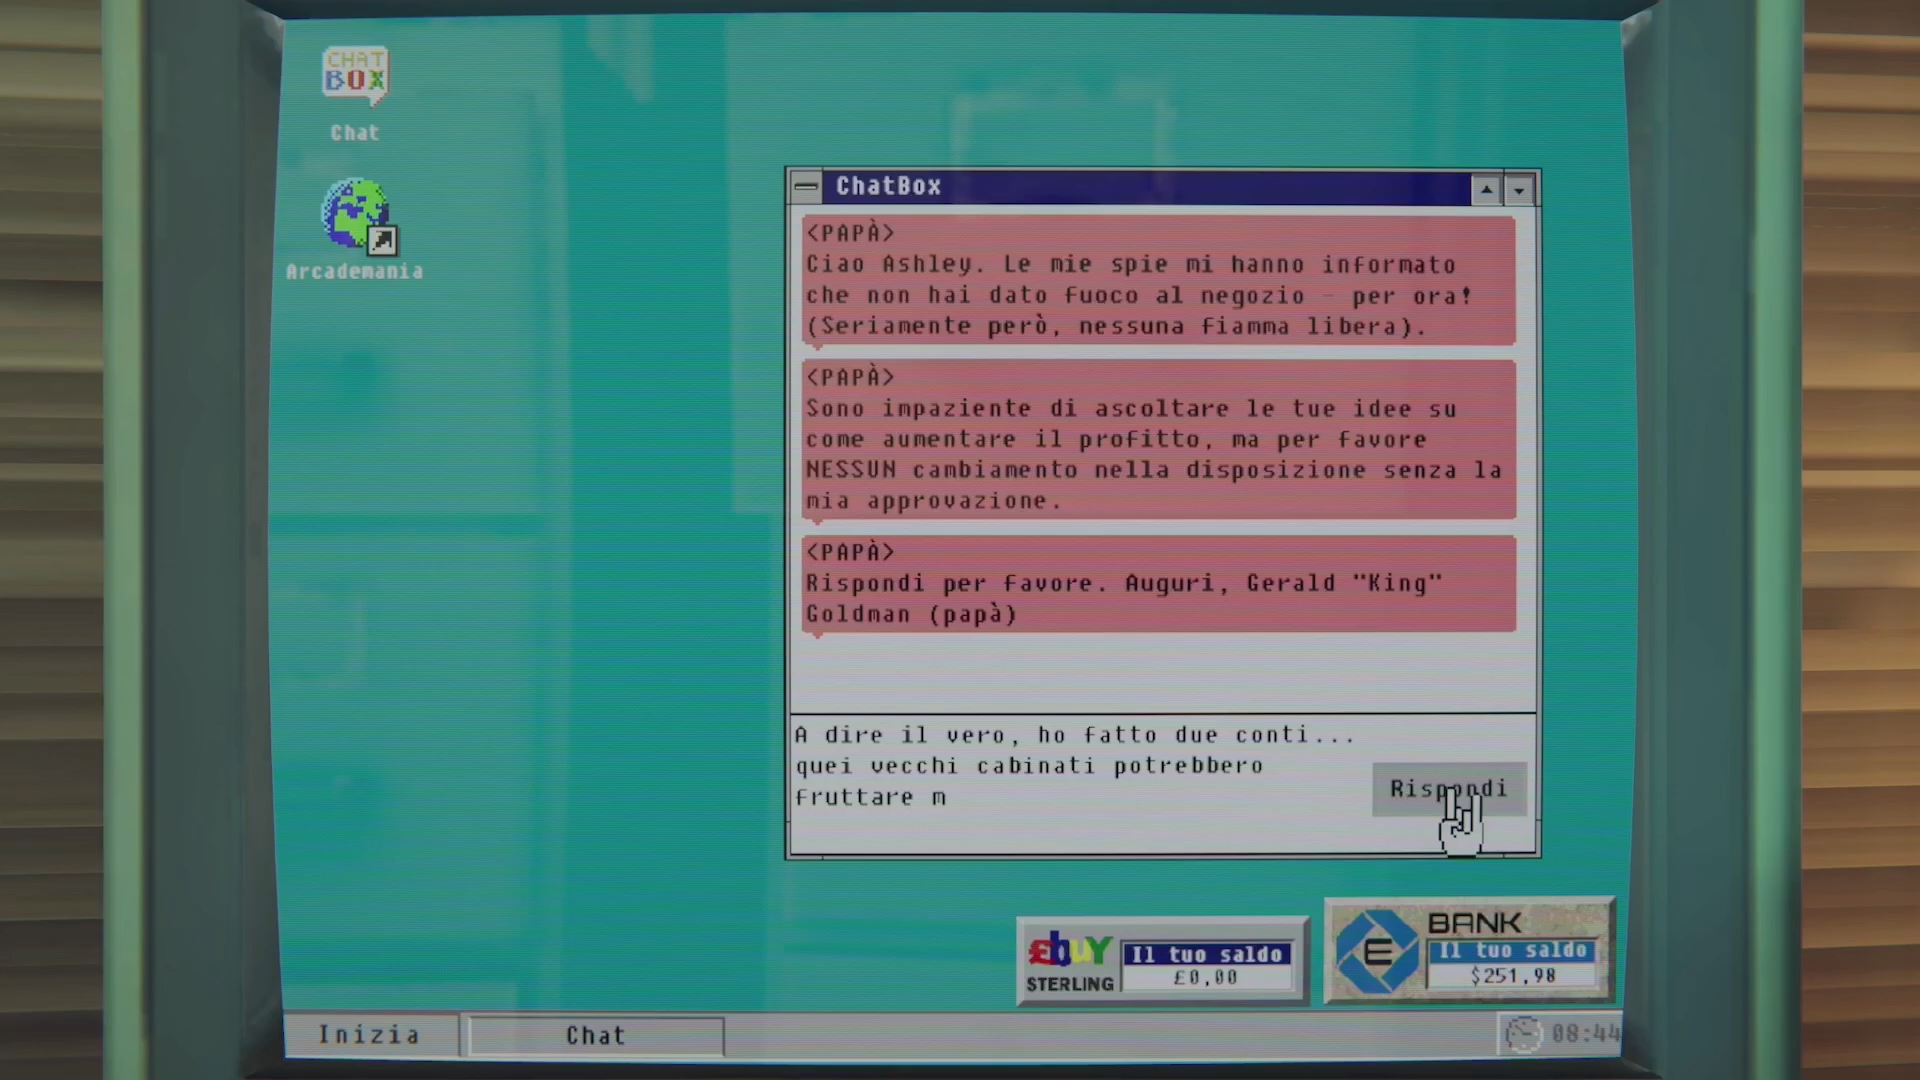 CHAT
BOX
Chat
Arcademania
ChatBox
<PAPÀ>
Ciao Ashley. Le mie spie mi hanno informato
che non hai dato fuoco al negozio - per ora!
(Seriamente però, nessuna fiamma libera).
<PAPÀ>
Sono impaziente di ascoltare le tue idee su
come aumentare il profitto, ma per favore
NESSUN cambiamento nella disposizione senza la
mia approvazione.
<PAPÀ>
Rispondi per favore. Auguri, Gerald "King"
Goldman (papà)
A dire il vero, ho fatto due conti...
quei vecchi cabinati potrebbero
fruttare m
Rispondi
£buy
STERLING
Il tuo saldo
£0,00
E
BANK
Il tuo saldo
$251,98
Inizia
Chat
08:44